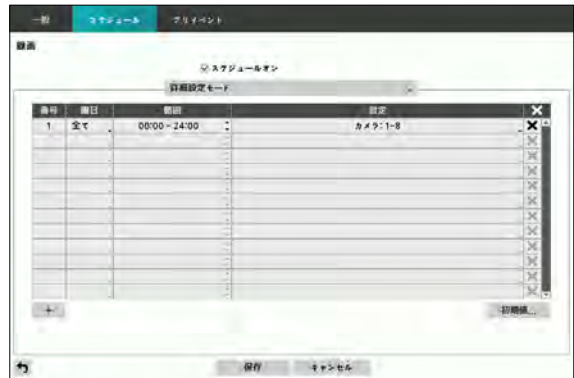 一般 スケジュール プリイベント
録画
スケジュールオン
詳細設定モード
番号 曜日 範囲 設定
1 全て 00:00 ~ 24:00 カメラ: 1-8
+ 初期値...
保存 キャンセル